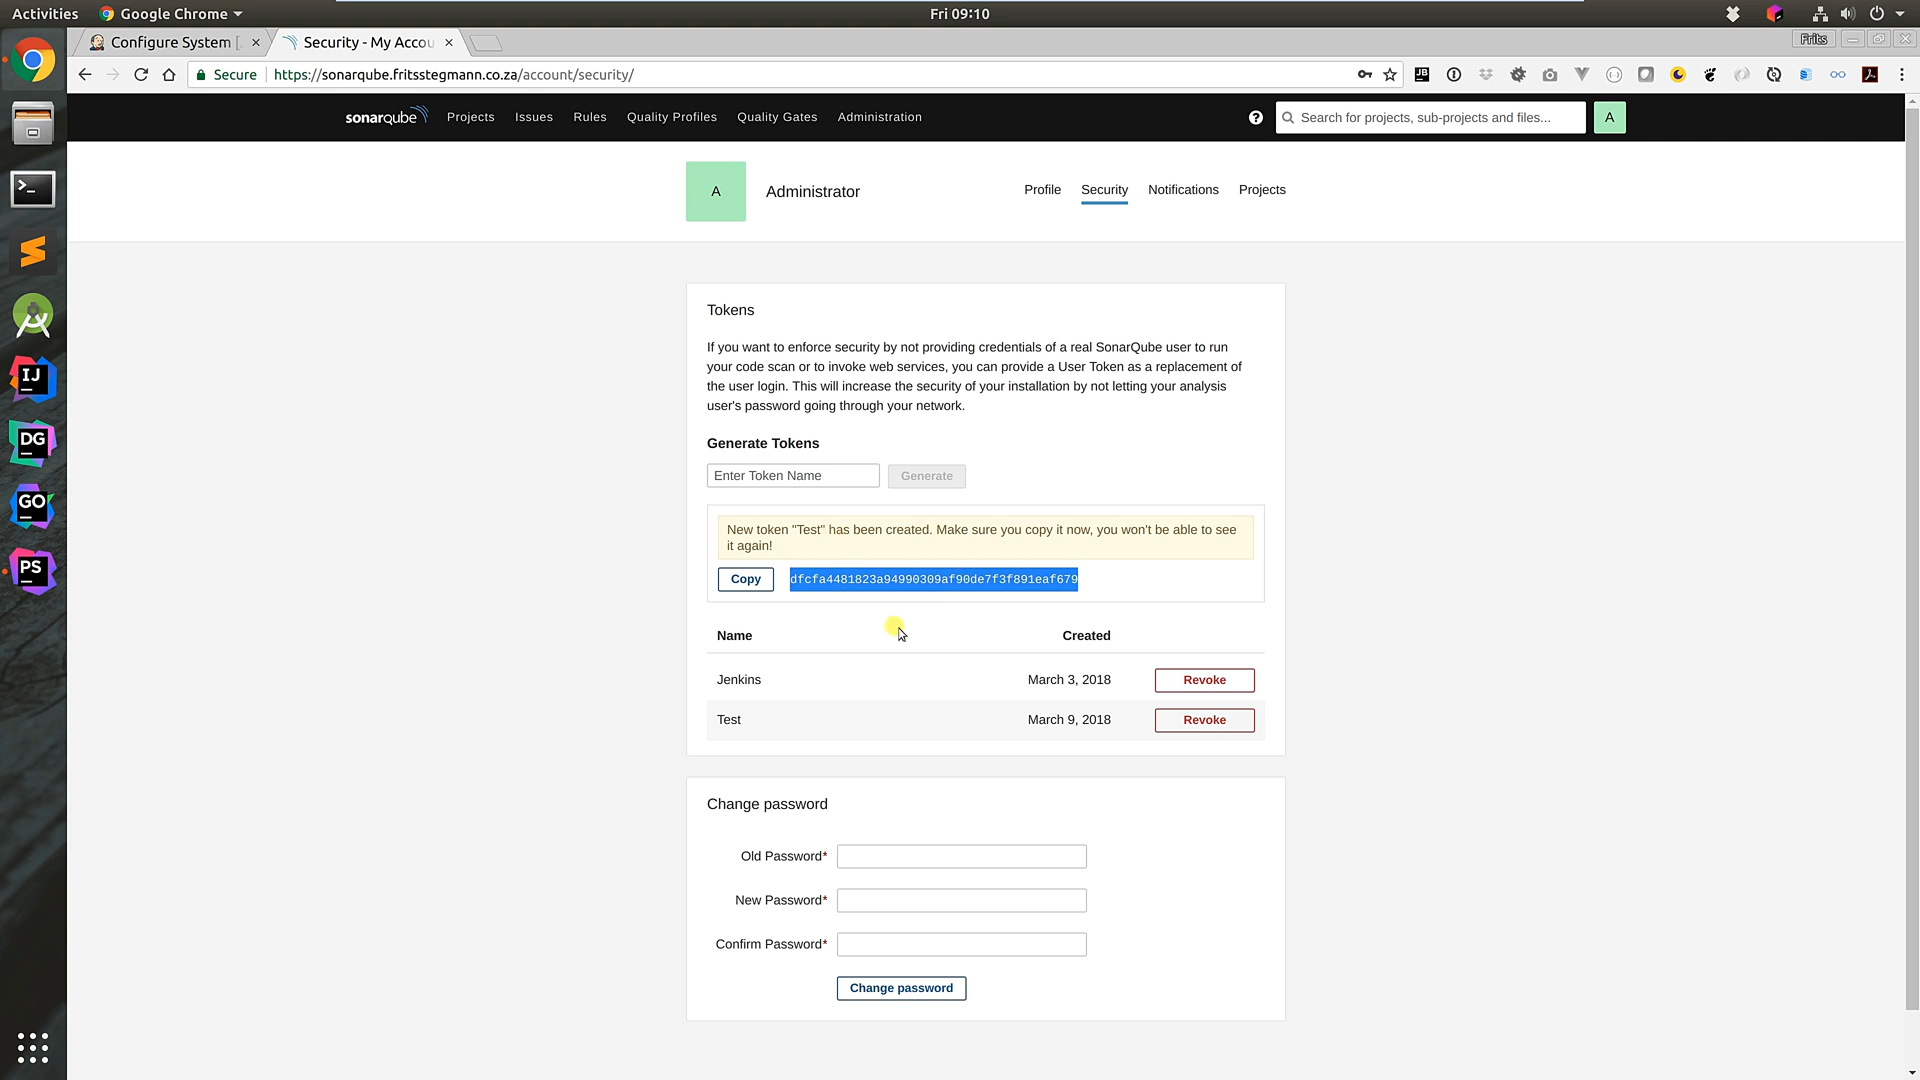 Activities Google Chrome Fri 09:10
Configure System [ Security - My Accou Frits
Secure https://sonarqube.fritsstegmann.co.za/account/security/
sonarqube Projects Issues Rules Quality Profiles Quality Gates Administration Search for projects, sub-projects and files... A
A Administrator Profile Security Notifications Projects
Tokens
If you want to enforce security by not providing credentials of a real SonarQube user to run
your code scan or to invoke web services, you can provide a User Token as a replacement of
the user login. This will increase the security of your installation by not letting your analysis
user's password going through your network.
Generate Tokens
Enter Token Name Generate
New token "Test" has been created. Make sure you copy it now, you won't be able to see
it again!
Copy dfcfa4481823a94990309af90de7f3f891eaf679
Name Created
Jenkins March 3, 2018 Revoke
Test March 9, 2018 Revoke
Change password
Old Password*
New Password*
Confirm Password*
Change password
IJ
DG
GO
PS
JB